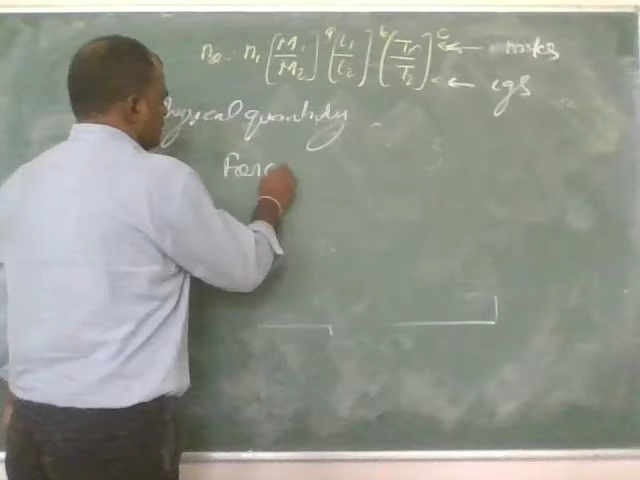 n₂ = n₁ [M₁/M₂]ᵃ [L₁/L₂]ᵇ [T₁/T₂]ᶜ ← mks
← cgs
Physical quantity
Forc